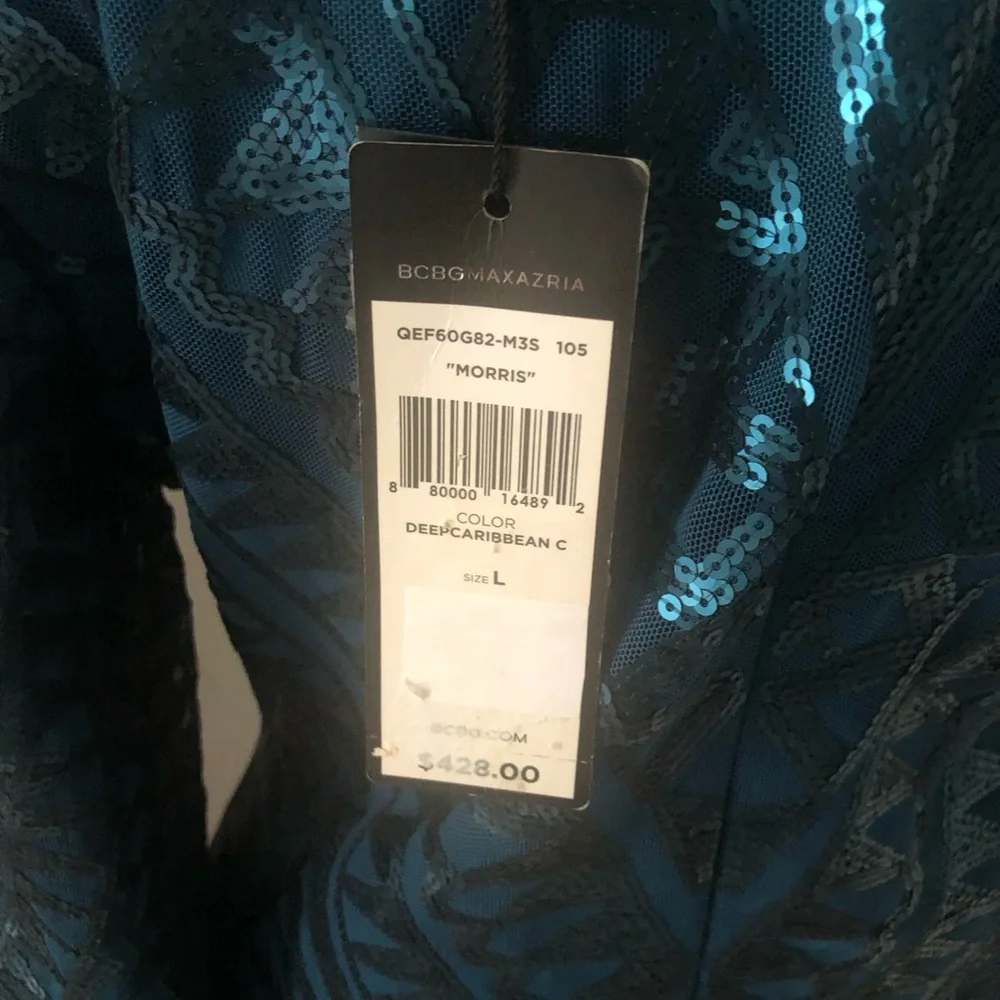 BCBGMAXAZRIA
QEF60G82-M3S 105
"MORRIS"
8 80000 16489 2
COLOR
DEEPCARIBBEAN C
SIZE L
BCBG.COM
$428.00